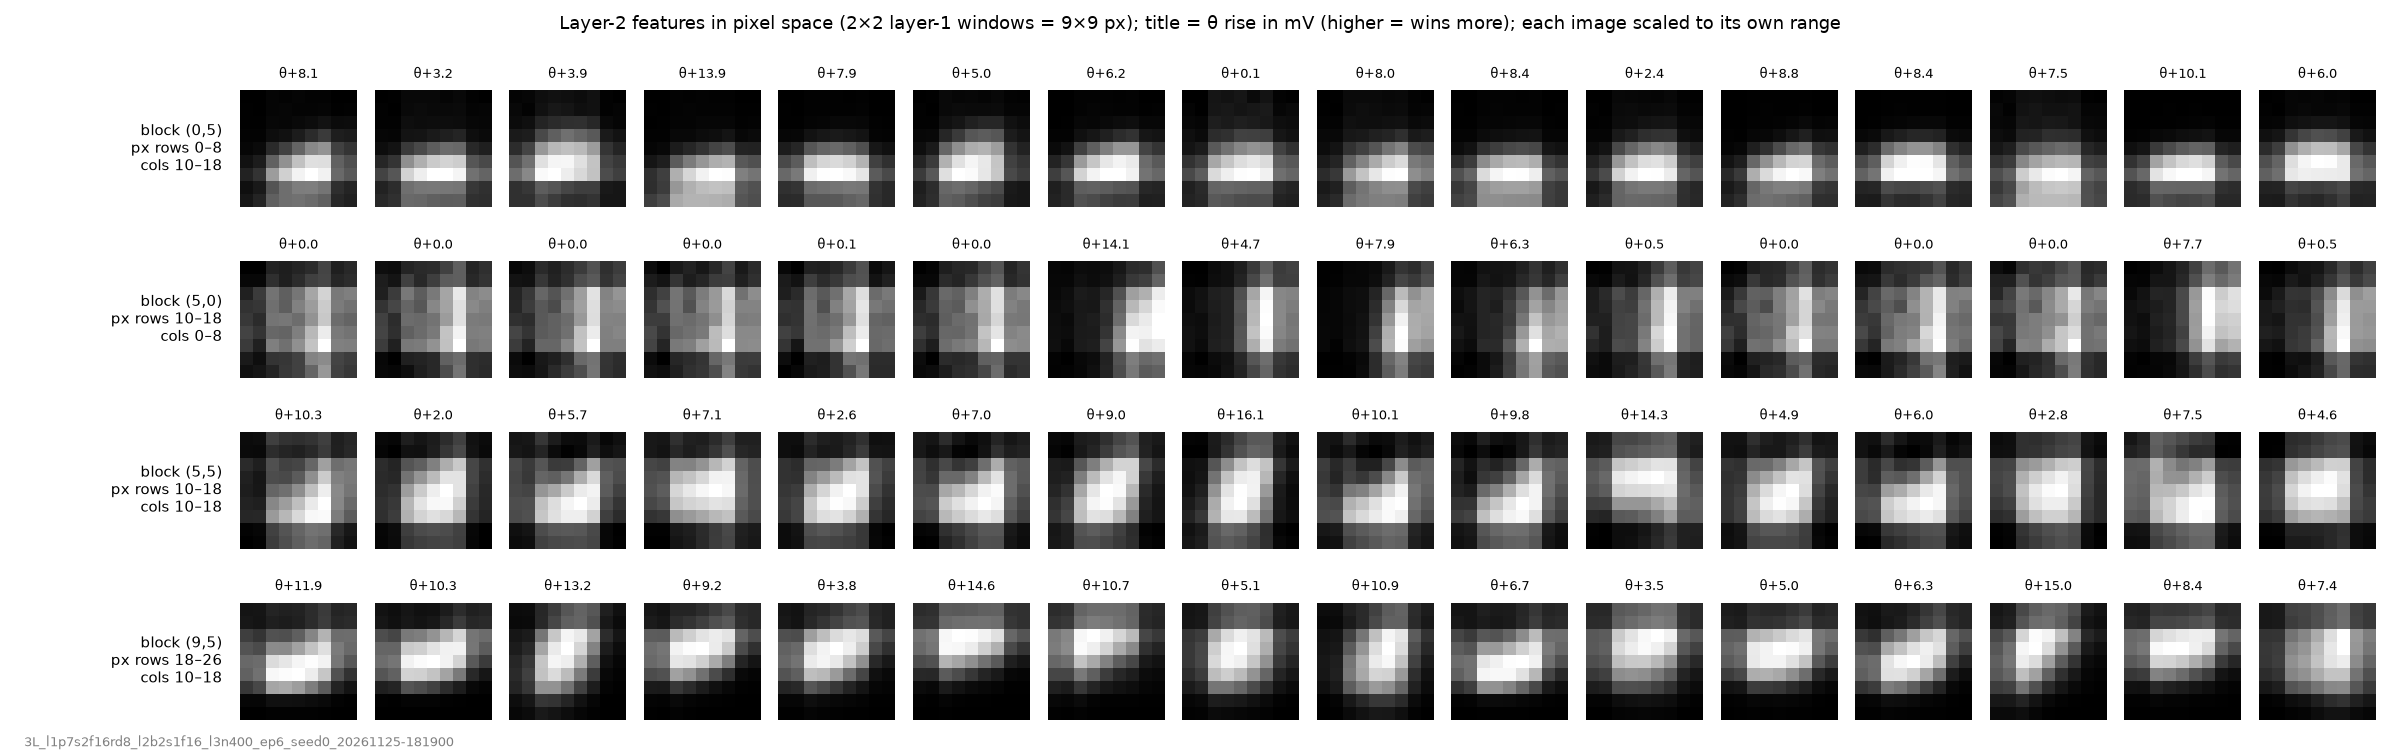 Layer-2 features in pixel space (2×2 layer-1 windows = 9×9 px); title = θ rise in mV (higher = wins more); each image scaled to its own range
θ+8.1 θ+3.2 θ+3.9 θ+13.9 θ+7.9 θ+5.0 θ+6.2 θ+0.1 θ+8.0 θ+8.4 θ+2.4 θ+8.8 θ+8.4 θ+7.5 θ+10.1 θ+6.0
block (0,5)
px rows 0–8
cols 10–18
θ+0.0 θ+0.0 θ+0.0 θ+0.0 θ+0.1 θ+0.0 θ+14.1 θ+4.7 θ+7.9 θ+6.3 θ+0.5 θ+0.0 θ+0.0 θ+0.0 θ+7.7 θ+0.5
block (5,0)
px rows 10–18
cols 0–8
θ+10.3 θ+2.0 θ+5.7 θ+7.1 θ+2.6 θ+7.0 θ+9.0 θ+16.1 θ+10.1 θ+9.8 θ+14.3 θ+4.9 θ+6.0 θ+2.8 θ+7.5 θ+4.6
block (5,5)
px rows 10–18
cols 10–18
θ+11.9 θ+10.3 θ+13.2 θ+9.2 θ+3.8 θ+14.6 θ+10.7 θ+5.1 θ+10.9 θ+6.7 θ+3.5 θ+5.0 θ+6.3 θ+15.0 θ+8.4 θ+7.4
block (9,5)
px rows 18–26
cols 10–18
3L_l1p7s2f16rd8_l2b2s1f16_l3n400_ep6_seed0_20261125-181900